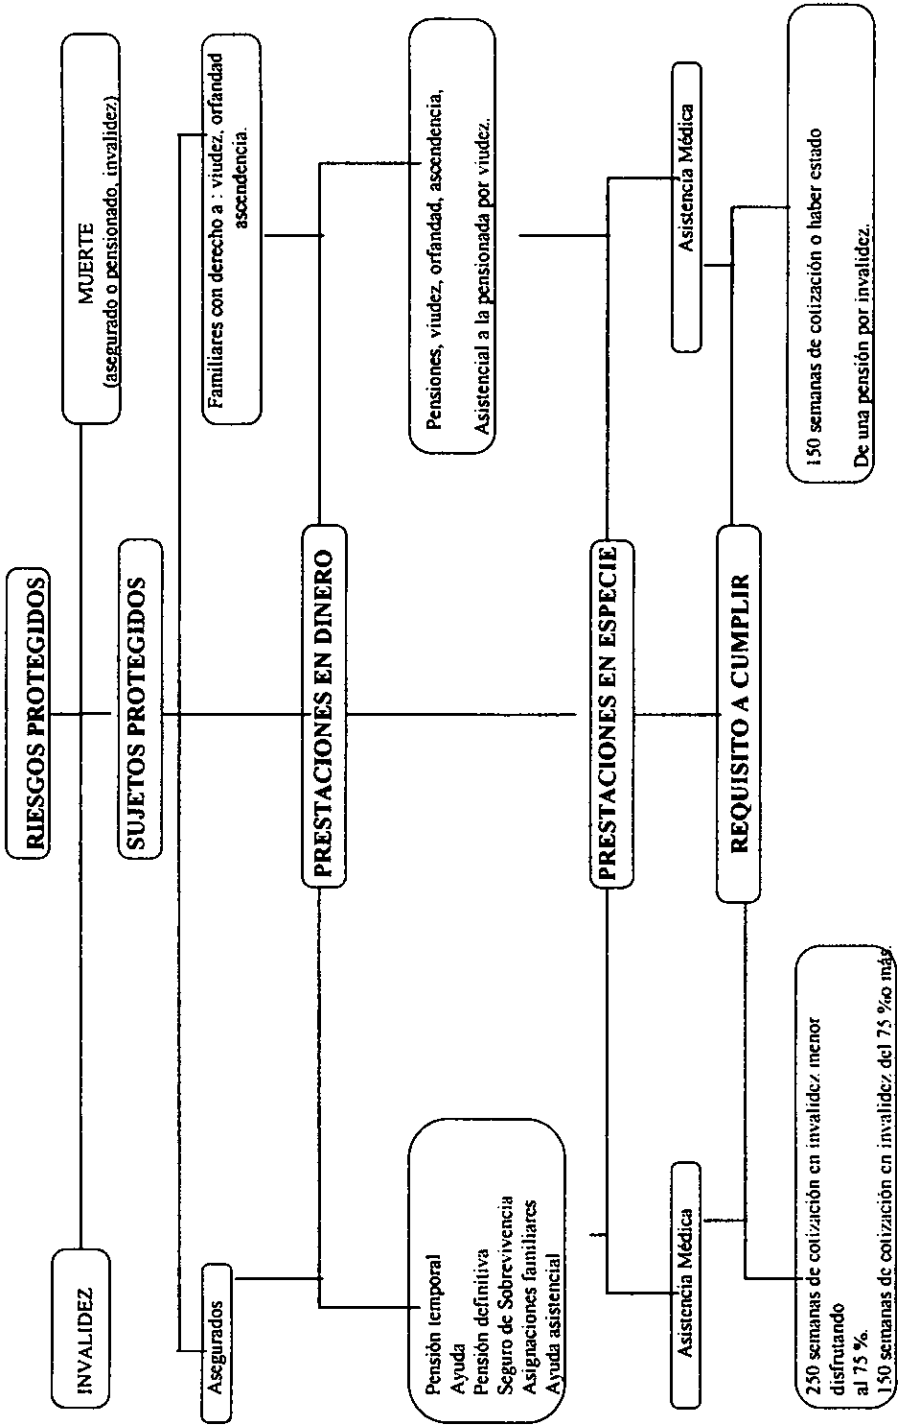 RIESGOS PROTEGIDOS
INVALIDEZ
MUERTE
(asegurado o pensionado, invalidez)
SUJETOS PROTEGIDOS
Asegurados
Familiares con derecho a : viudez, orfandad
ascendencia.
PRESTACIONES EN DINERO
Pensión temporal
Ayuda
Pensión definitiva
Seguro de Sobrevivencia
Asignaciones familiares
Ayuda asistencial
Pensiones, viudez, orfandad, ascendencia,
Asistencial a la pensionada por viudez.
PRESTACIONES EN ESPECIE
Asistencia Médica
Asistencia Médica
REQUISITO A CUMPLIR
250 semanas de cotización en invalidez menor
disfrutando
al 75 %.
150 semanas de cotización en invalidez del 75 %o más.
150 semanas de cotización o haber estado
De una pensión por invalidez.